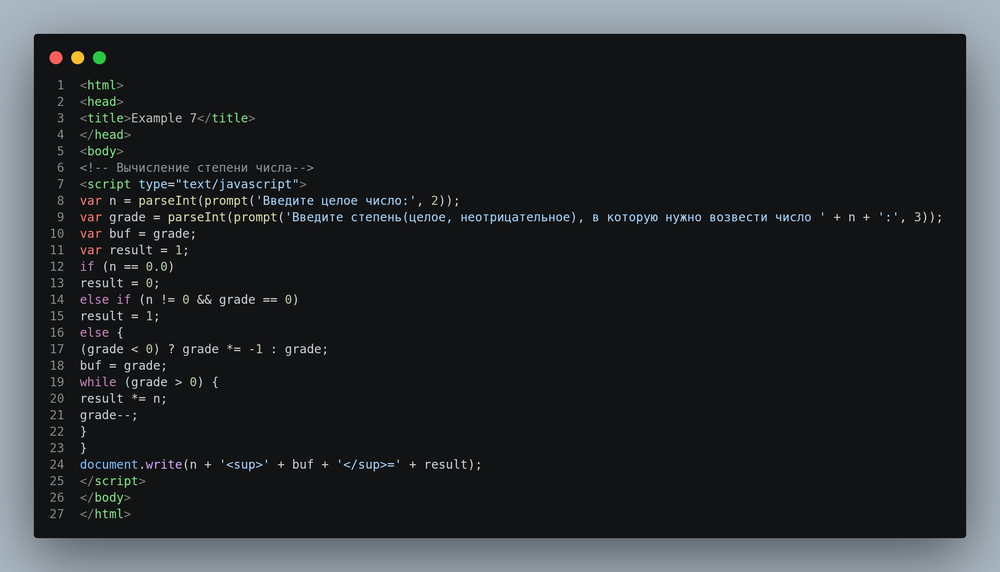 1 <html>
2 <head>
3 <title>Example 7</title>
4 </head>
5 <body>
6 <!-- Вычисление степени числа-->
7 <script type="text/javascript">
8 var n = parseInt(prompt('Введите целое число:', 2));
9 var grade = parseInt(prompt('Введите степень(целое, неотрицательное), в которую нужно возвести число ' + n + ':', 3));
10 var buf = grade;
11 var result = 1;
12 if (n == 0.0)
13 result = 0;
14 else if (n != 0 && grade == 0)
15 result = 1;
16 else {
17 (grade < 0) ? grade *= -1 : grade;
18 buf = grade;
19 while (grade > 0) {
20 result *= n;
21 grade--;
22 }
23 }
24 document.write(n + '<sup>' + buf + '</sup>=' + result);
25 </script>
26 </body>
27 </html>